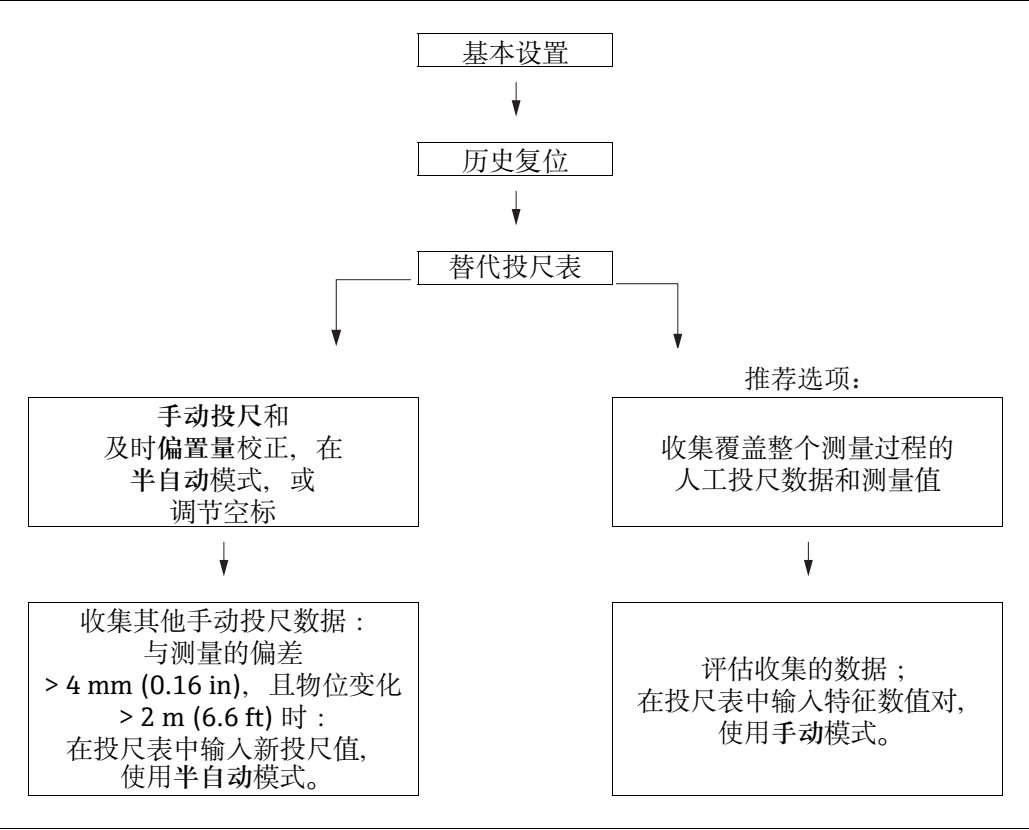 基本设置
历史复位
替代投尺表
手动投尺和
及时偏置量校正，在
半自动模式，或
调节空标
推荐选项：
收集覆盖整个测量过程的
人工投尺数据和测量值
收集其他手动投尺数据：
与测量的偏差
> 4 mm (0.16 in)，且物位变化
> 2 m (6.6 ft) 时：
在投尺表中输入新投尺值，
使用半自动模式。
评估收集的数据；
在投尺表中输入特征数值对，
使用手动模式。